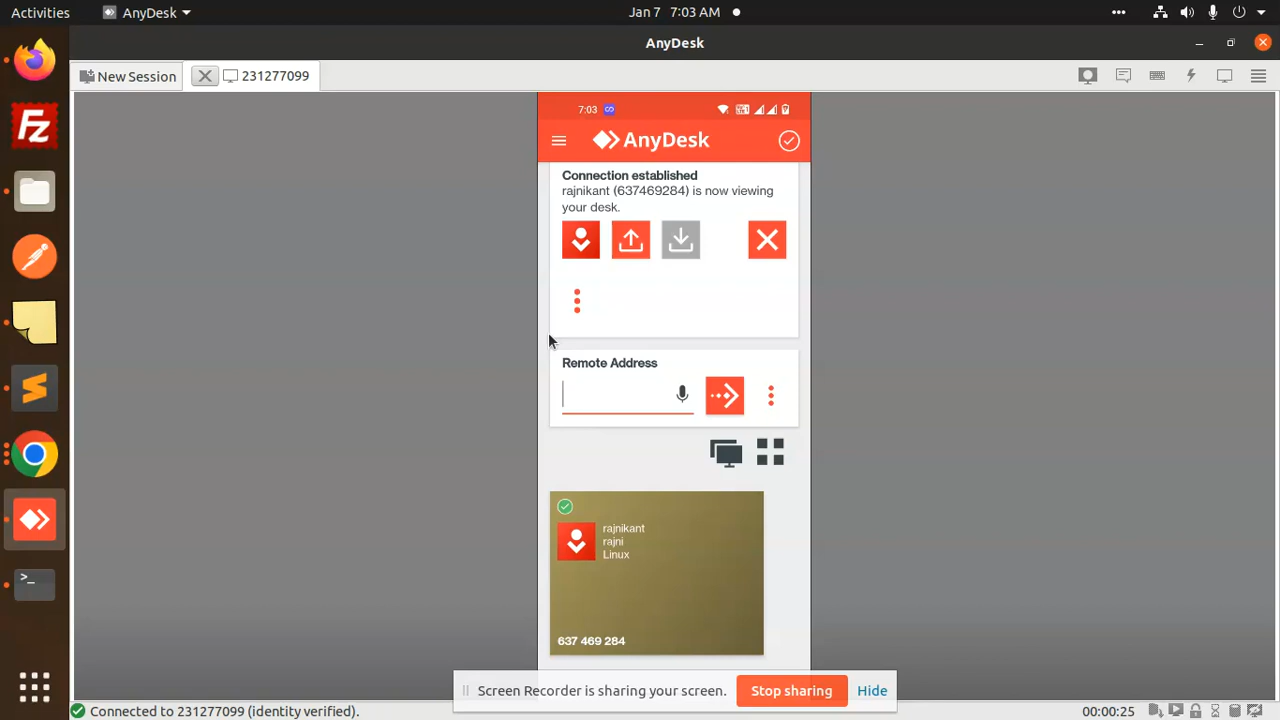 Activities
AnyDesk
Jan 7 7:03 AM
AnyDesk
New Session
231277099
7:03
AnyDesk
Connection established
rajnikant (637469284) is now viewing
your desk.
Remote Address
rajnikant
rajni
Linux
637 469 284
Screen Recorder is sharing your screen.
Stop sharing
Hide
Connected to 231277099 (identity verified).
00:00:25